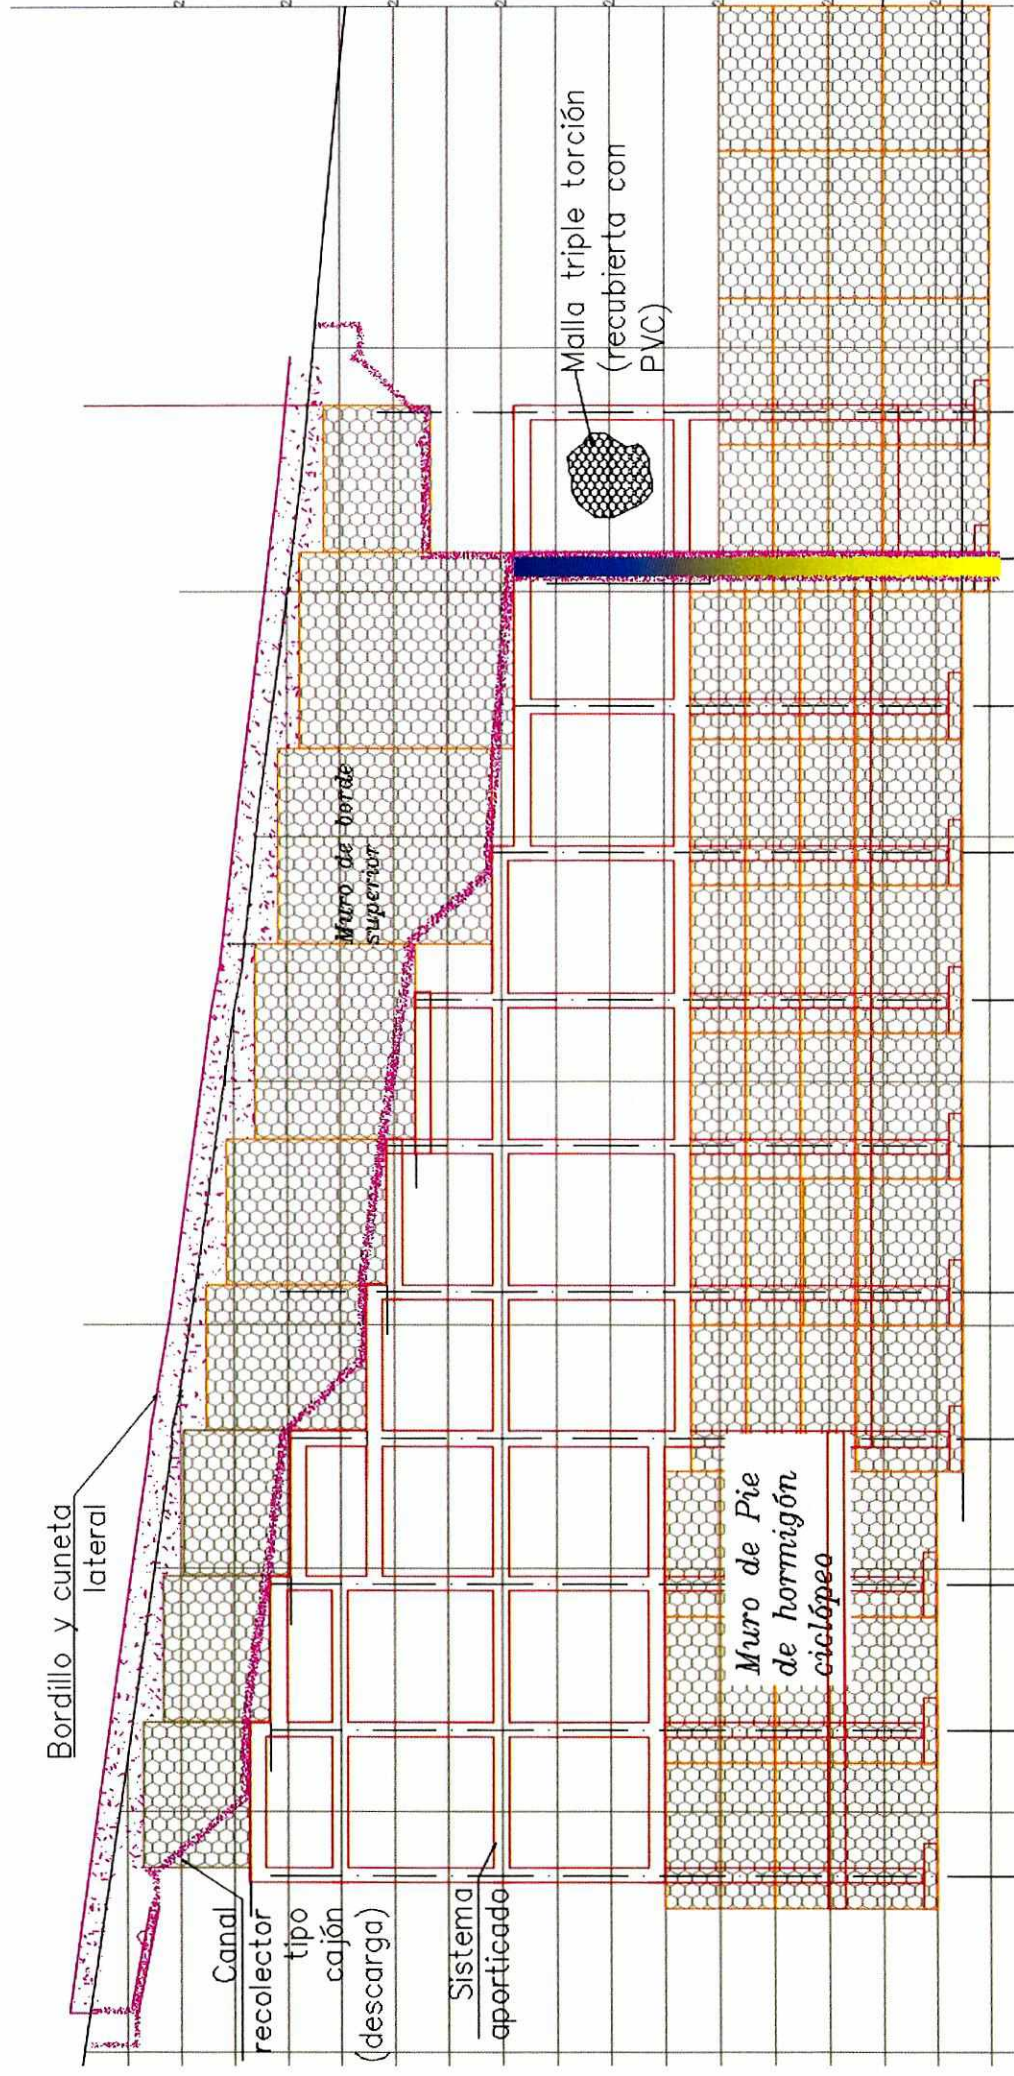 Bordillo y cuneta
lateral
Canal
recolector
tipo
cajón
(descarga)
Sistema
aporticado
Muro de borde
superior
Malla triple torción
(recubierta con
PVC)
Muro de Pie
de hormigón
ciclópeo